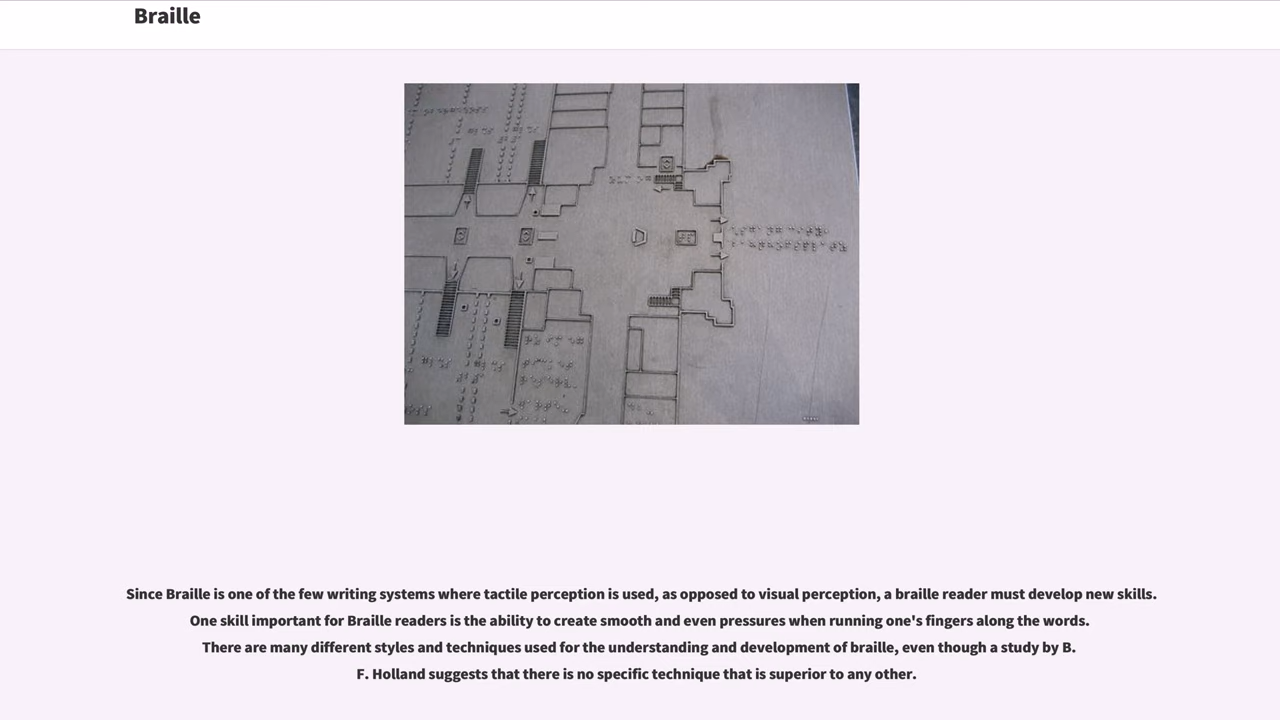 Braille
Since Braille is one of the few writing systems where tactile perception is used, as opposed to visual perception, a braille reader must develop new skills.
One skill important for Braille readers is the ability to create smooth and even pressures when running one's fingers along the words.
There are many different styles and techniques used for the understanding and development of braille, even though a study by B.
F. Holland suggests that there is no specific technique that is superior to any other.